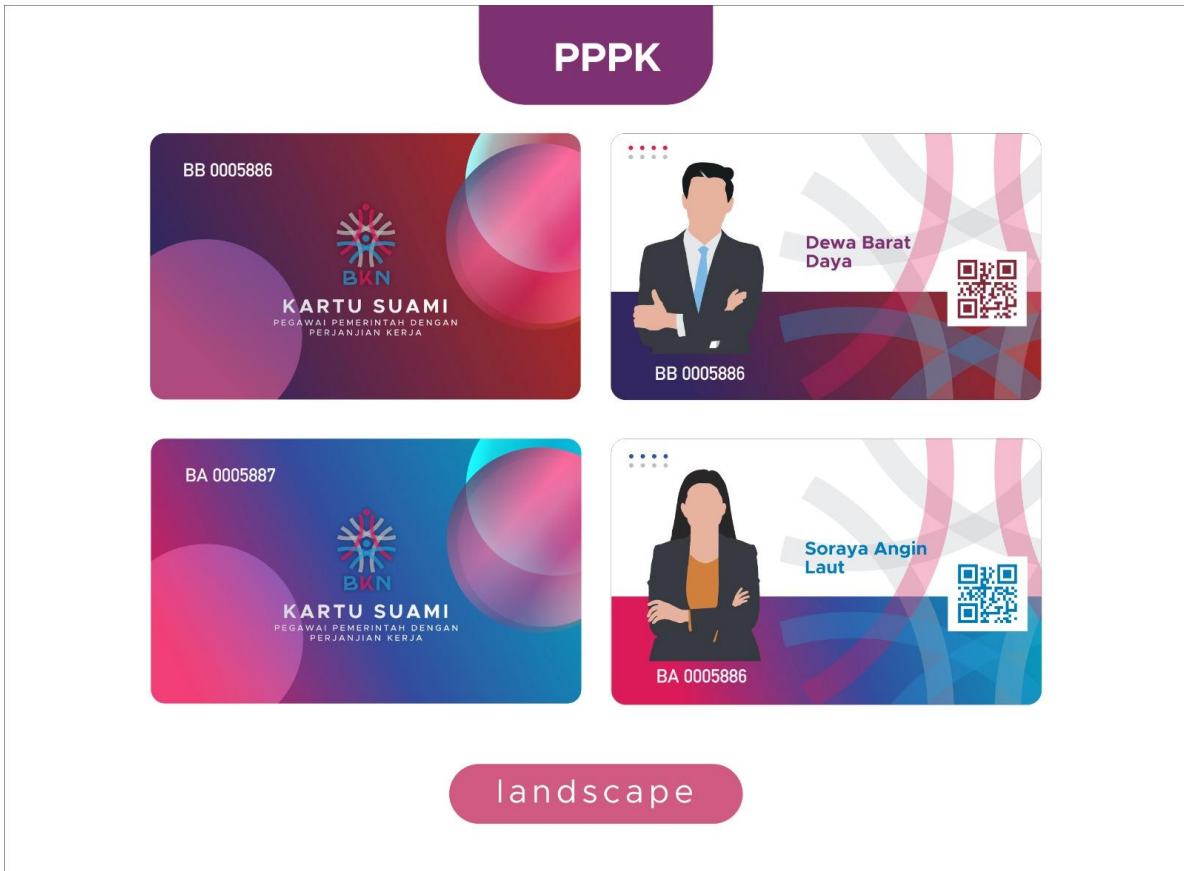 PPPK
BB 0005886
BKN
KARTU SUAMI
PEGAWAI PEMERINTAH DENGAN
PERJANJIAN KERJA
Dewa Barat
Daya
BB 0005886
BA 0005887
BKN
KARTU SUAMI
PEGAWAI PEMERINTAH DENGAN
PERJANJIAN KERJA
Soraya Angin
Laut
BA 0005886
landscape